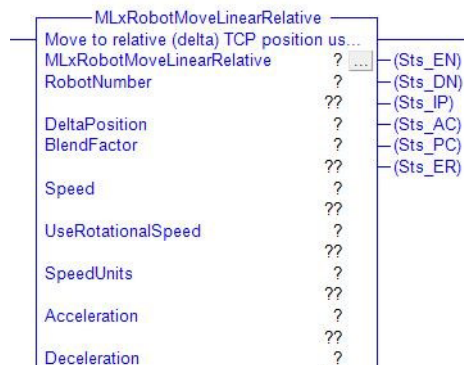 MLxRobotMoveLinearRelative
Move to relative (delta) TCP position us...
MLxRobotMoveLinearRelative ? ... (Sts_EN)
RobotNumber ? (Sts_DN)
?? (Sts_IP)
DeltaPosition ? (Sts_AC)
BlendFactor ? (Sts_PC)
?? (Sts_ER)
Speed ?
??
UseRotationalSpeed ?
??
SpeedUnits ?
??
Acceleration ?
??
Deceleration ?